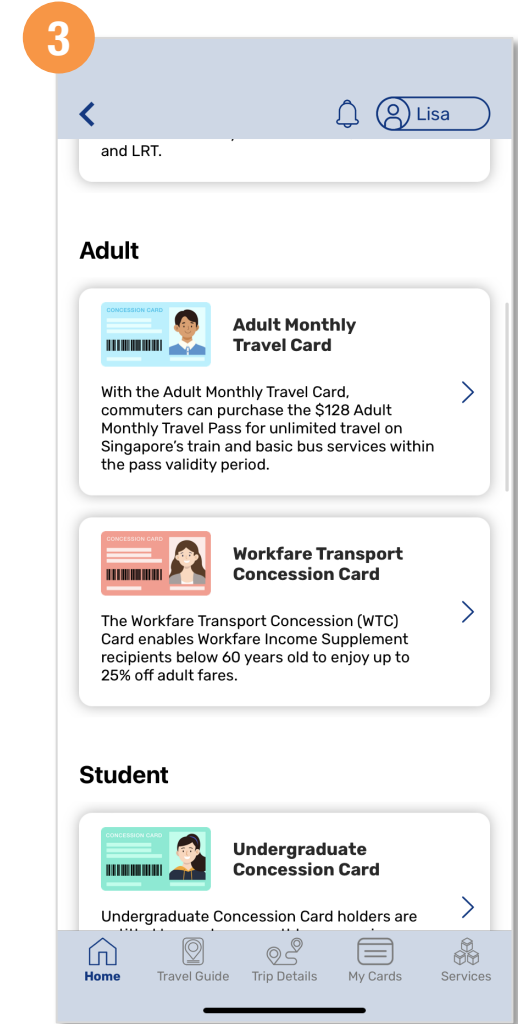 3
Lisa
and LRT.
Adult
CONCESSION CARD
Adult Monthly
Travel Card
With the Adult Monthly Travel Card,
commuters can purchase the $128 Adult
Monthly Travel Pass for unlimited travel on
Singapore’s train and basic bus services within
the pass validity period.
CONCESSION CARD
Workfare Transport
Concession Card
The Workfare Transport Concession (WTC)
Card enables Workfare Income Supplement
recipients below 60 years old to enjoy up to
25% off adult fares.
Student
CONCESSION CARD
Undergraduate
Concession Card
Undergraduate Concession Card holders are
Home
Travel Guide
Trip Details
My Cards
Services